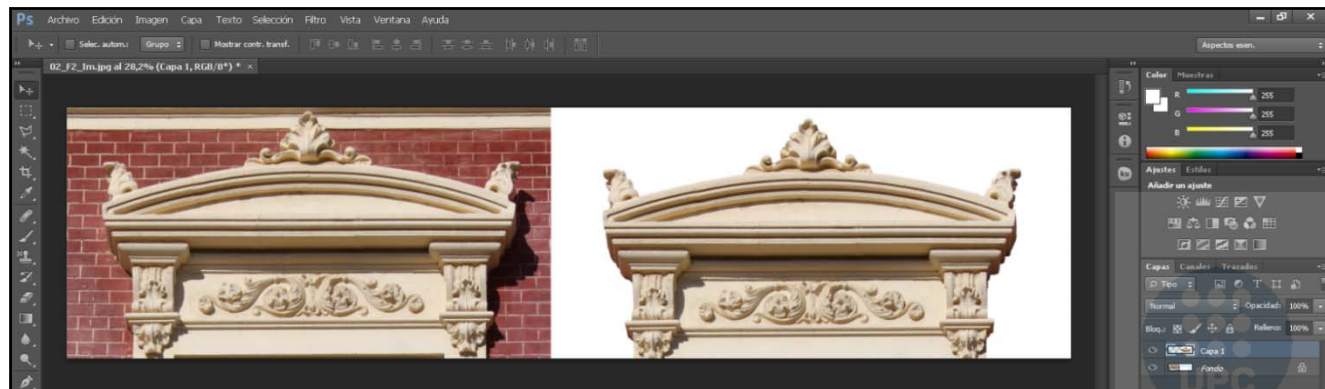 Ps Archivo Edición Imagen Capa Texto Selección Filtro Vista Ventana Ayuda
Selec. autom.: Grupo Mostrar contr. transf. Aspectos esen.
02_F2_Im.jpg al 28,2% (Capa 1, RGB/8*) * ×
Color Muestras
R 255
G 255
B 255
Ajustes Estilos
Añadir un ajuste
Capas Canales Trazados
Tipo T
Normal Opacidad: 100%
Bloq.: Relleno: 100%
Capa 1
Fondo
UPC